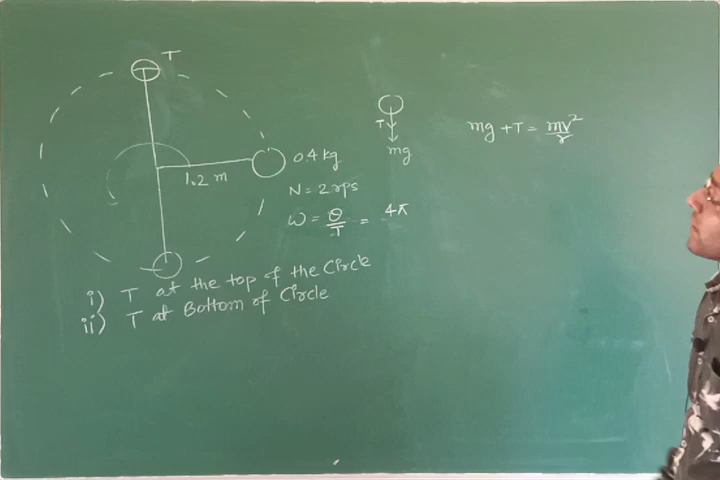 T
T
mg
mg + T = mv²/r
0.4 kg
1.2 m
N = 2 rps
ω = θ/T = 4π
i) T at the top of the Circle
ii) T at Bottom of Circle